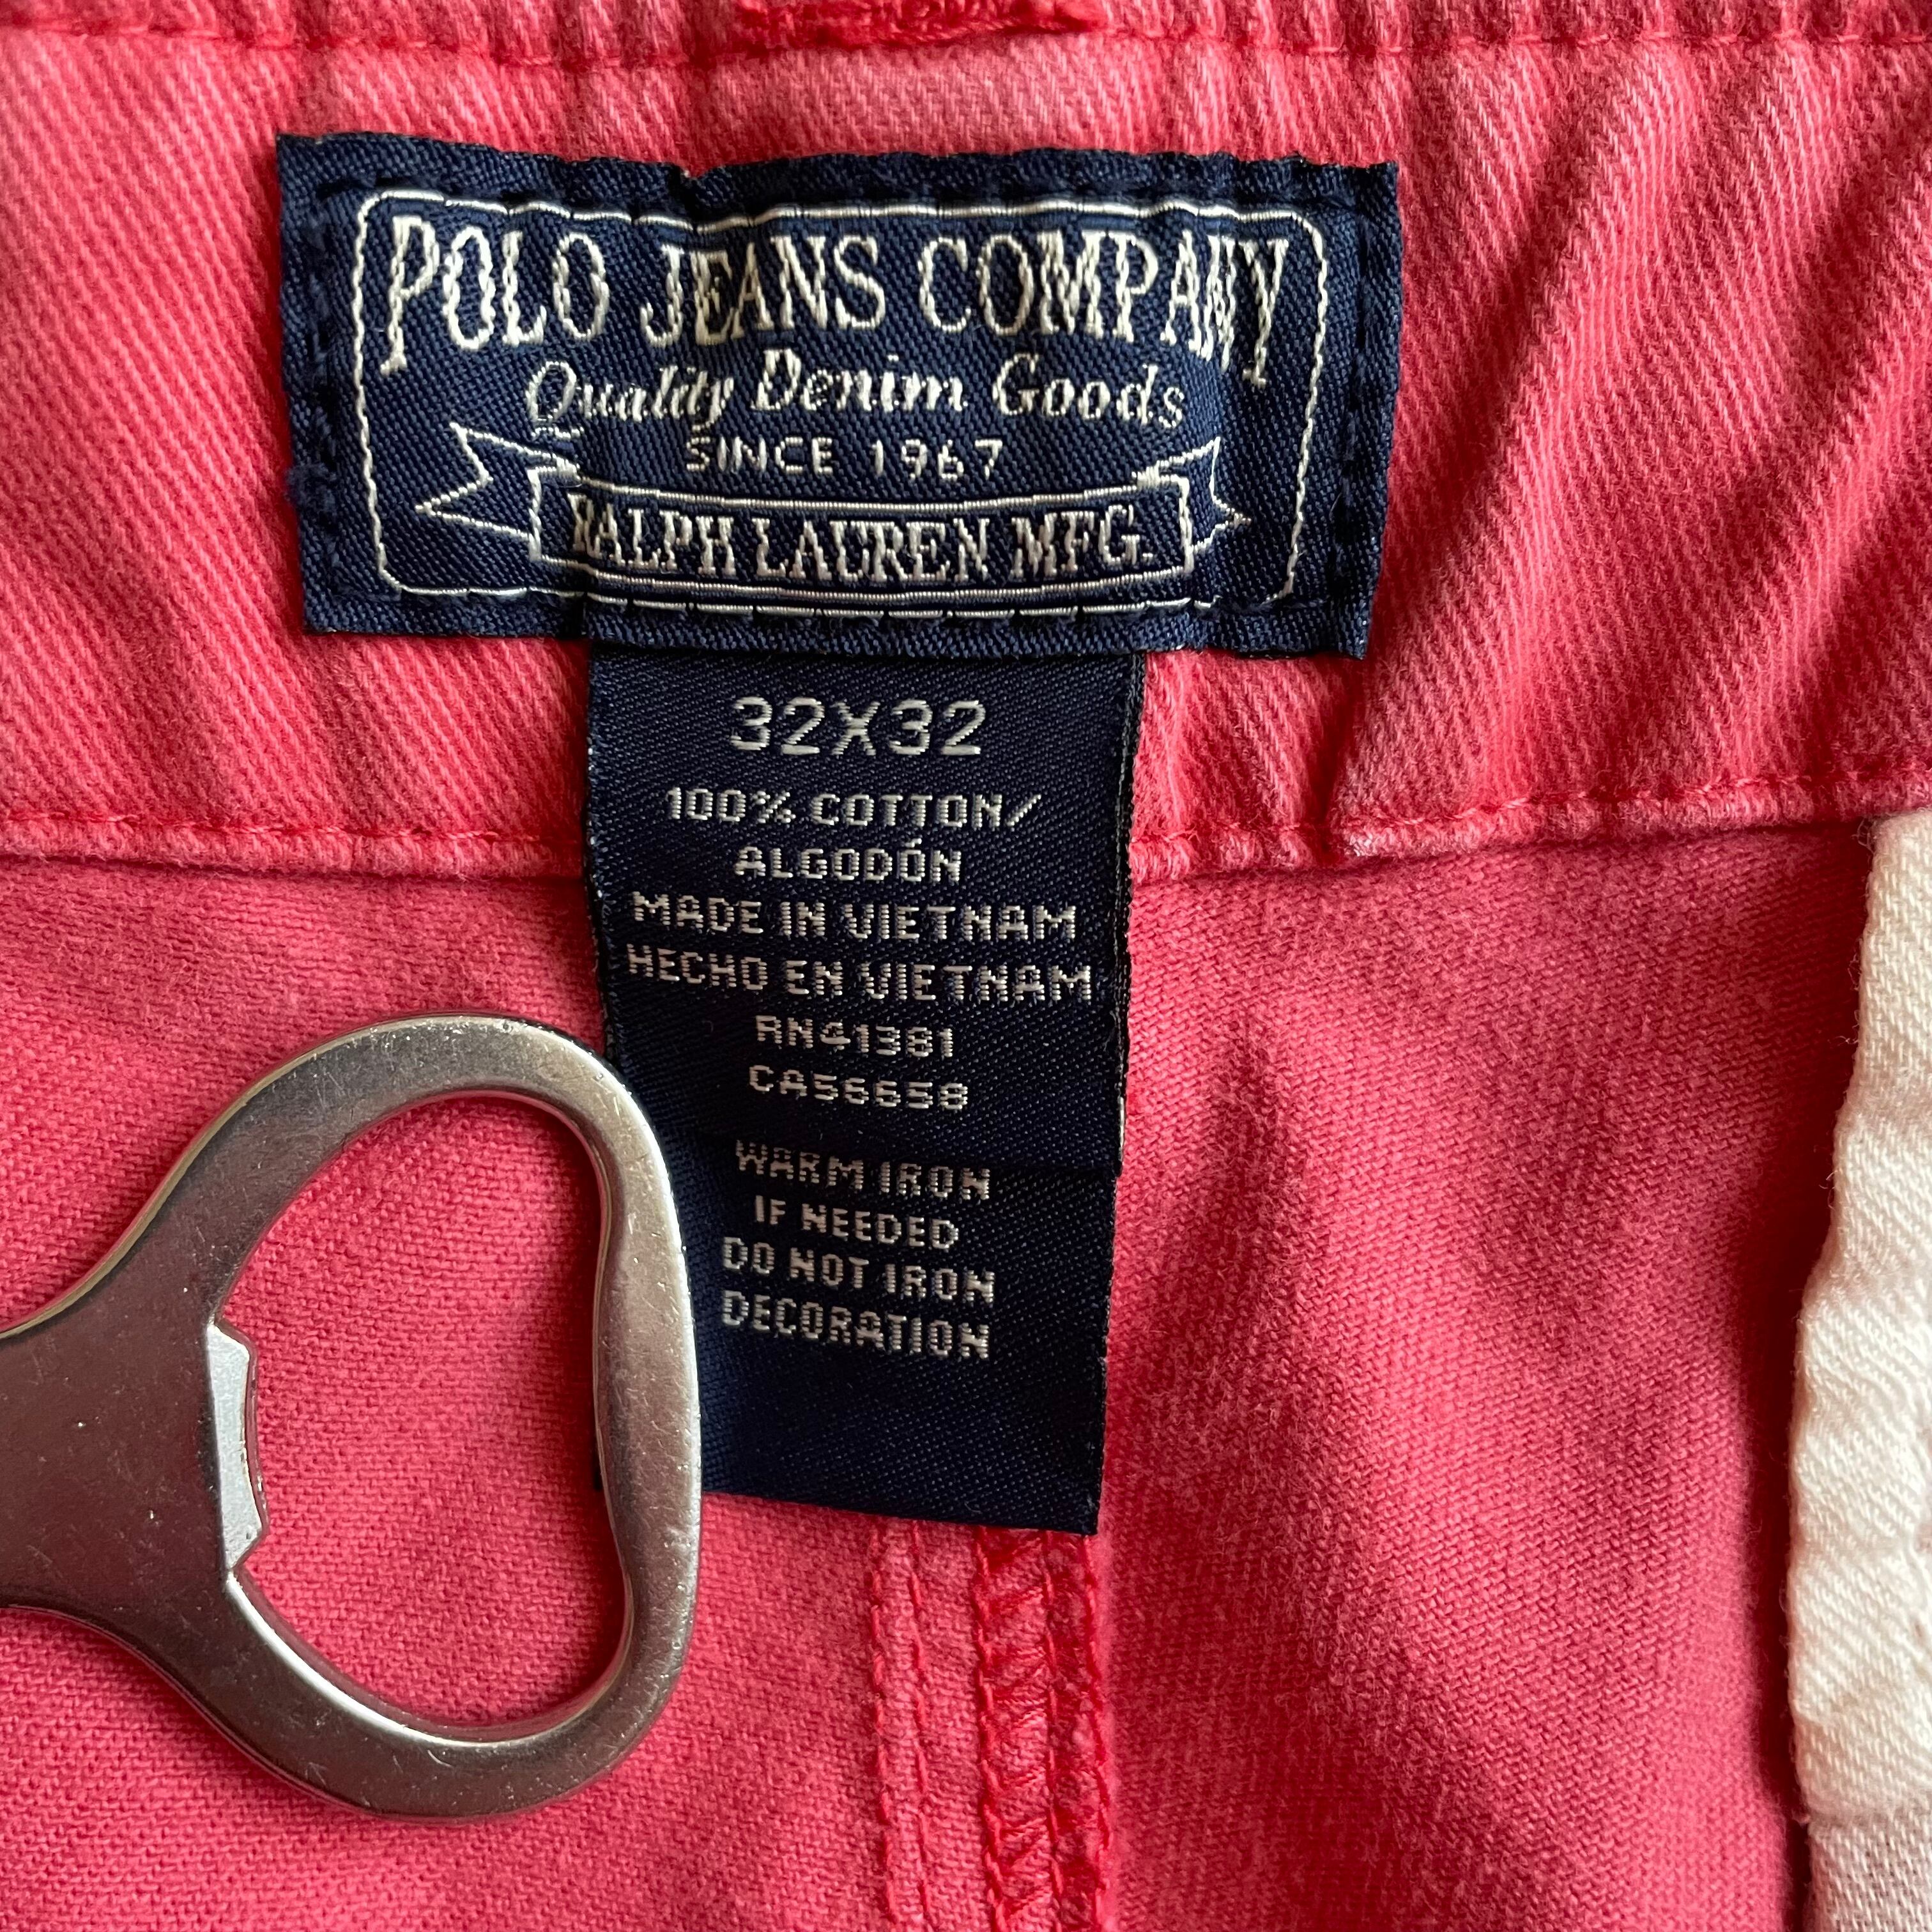 POLO JEANS COMPANY
Quality Denim Goods
SINCE 1967
RALPH LAUREN MFG.
32X32
100% COTTON/
ALGODÓN
MADE IN VIETNAM
HECHO EN VIETNAM
RN41381
CA56658
WARM IRON
IF NEEDED
DO NOT IRON
DECORATION